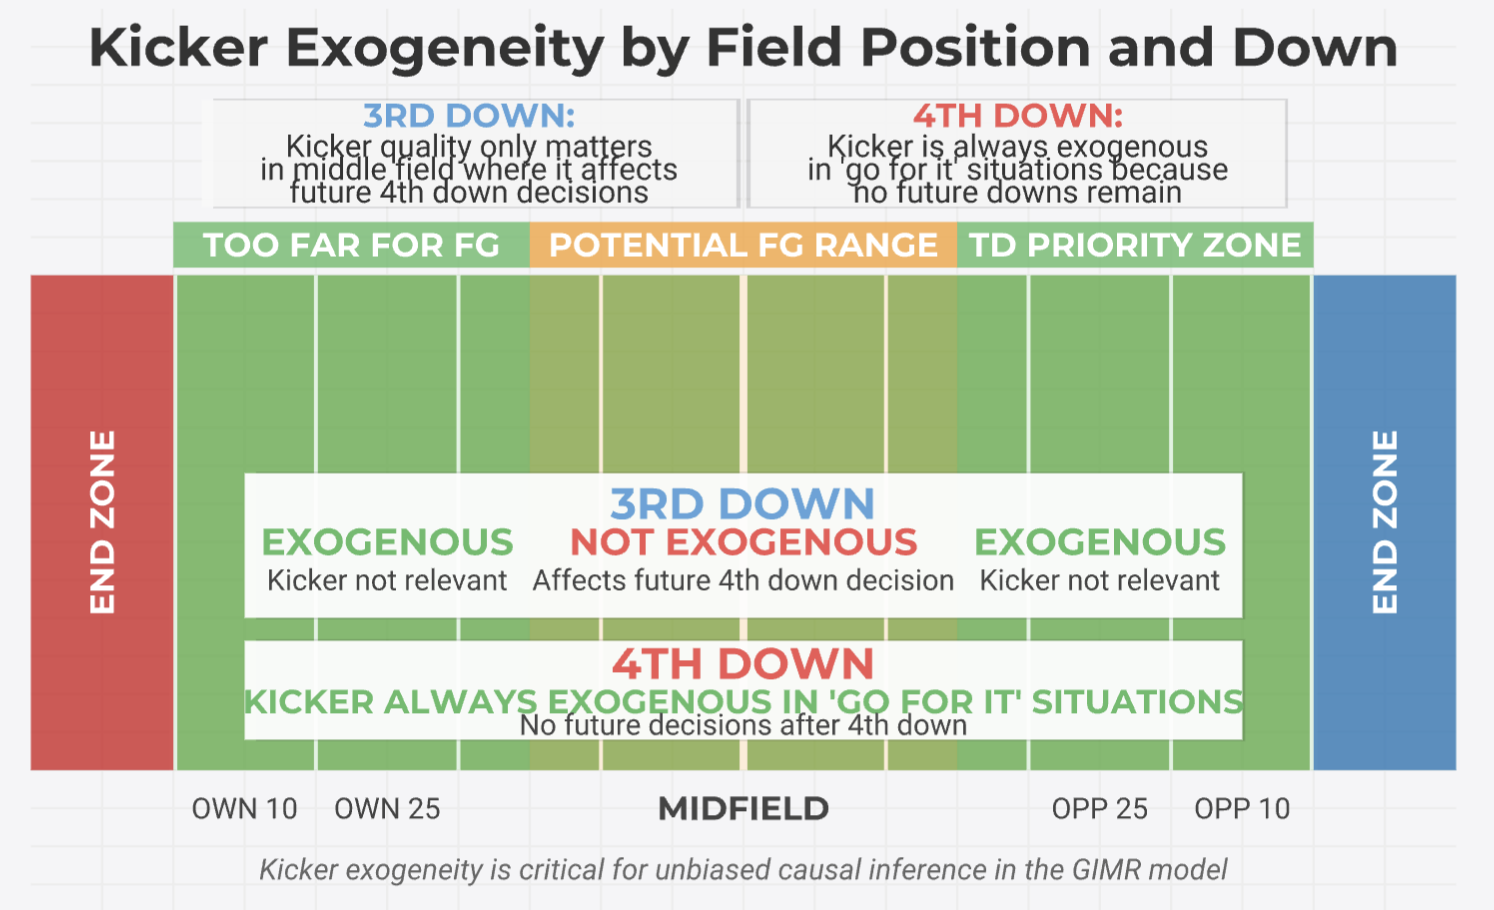 Kicker Exogeneity by Field Position and Down
3RD DOWN:
Kicker quality only matters
in middle field where it affects
future 4th down decisions
4TH DOWN:
Kicker is always exogenous
in 'go for it' situations because
no future downs remain
TOO FAR FOR FG
POTENTIAL FG RANGE
TD PRIORITY ZONE
END ZONE
END ZONE
3RD DOWN
EXOGENOUS
NOT EXOGENOUS
EXOGENOUS
Kicker not relevant
Affects future 4th down decision
Kicker not relevant
4TH DOWN
KICKER ALWAYS EXOGENOUS IN 'GO FOR IT' SITUATIONS
No future decisions after 4th down
OWN 10
OWN 25
MIDFIELD
OPP 25
OPP 10
Kicker exogeneity is critical for unbiased causal inference in the GIMR model